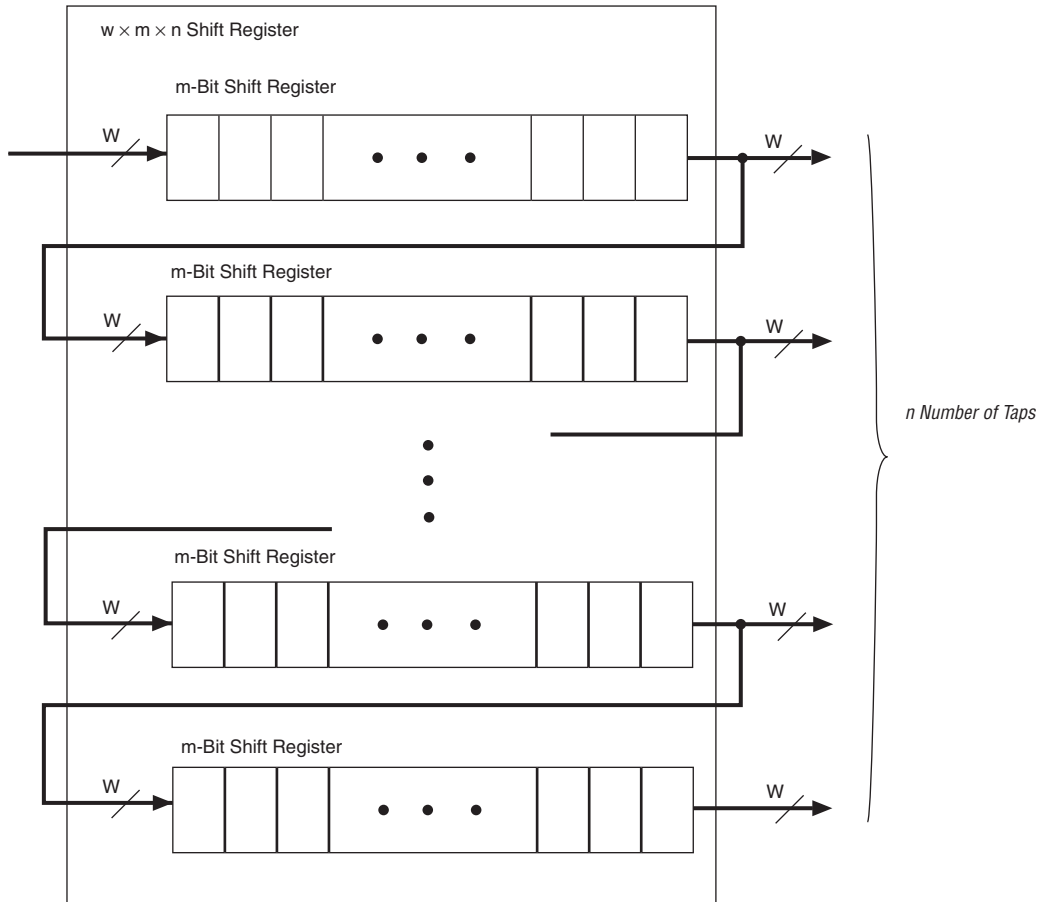 w × m × n Shift Register
m-Bit Shift Register
W
W
m-Bit Shift Register
W
W
n Number of Taps
m-Bit Shift Register
W
W
m-Bit Shift Register
W
W